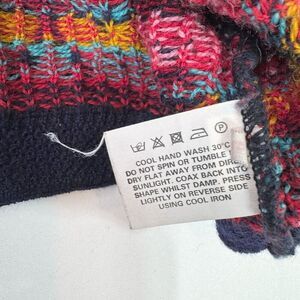 COOL HAND WASH 30°C
DO NOT SPIN OR TUMBLE
DRY FLAT AWAY FROM
SUNLIGHT. COAX BACK INTO
SHAPE WHILST DAMP. PRESS
LIGHTLY ON REVERSE SIDE
USING COOL IRON